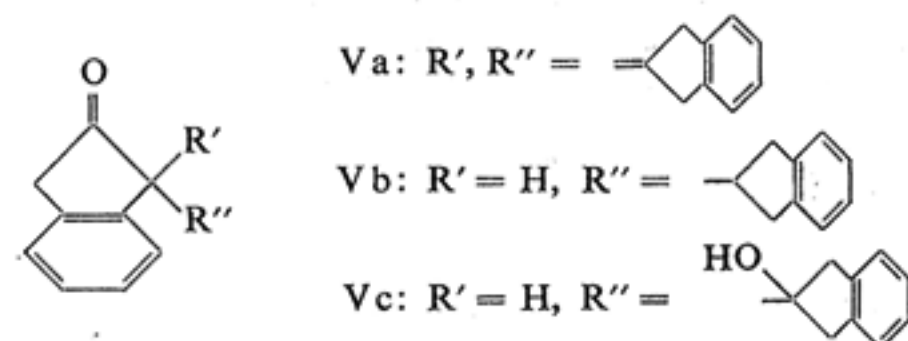 O
R′
R″
Va: R′, R″ =
Vb: R′ = H, R″ =
HO
Vc: R′ = H, R″ =